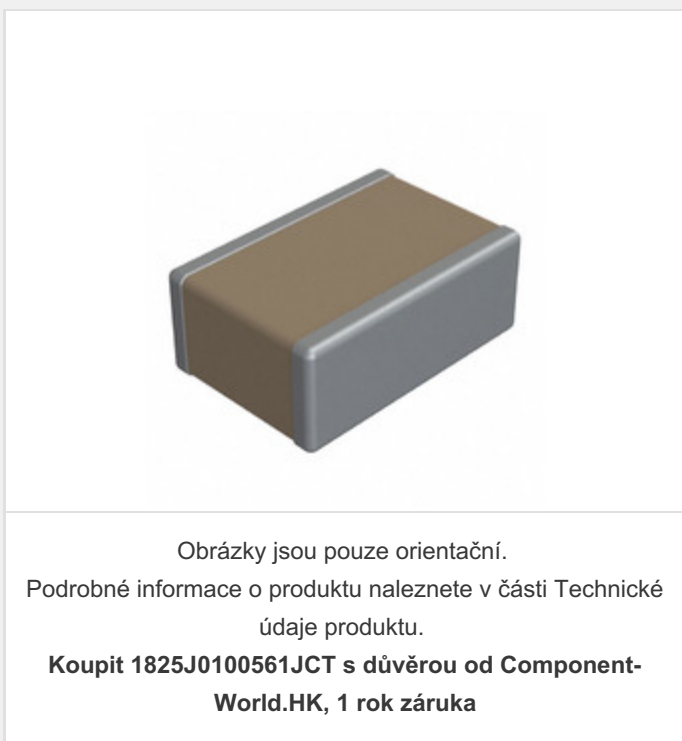 Obrázky jsou pouze orientační.
Podrobné informace o produktu naleznete v části Technické
údaje produktu.
Koupit 1825J0100561JCT s důvěrou od Component-
World.HK, 1 rok záruka